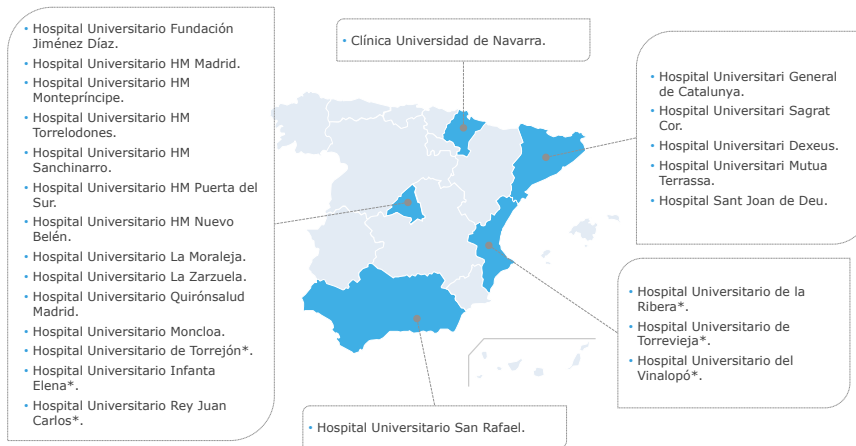 • Hospital Universitario Fundación
Jiménez Díaz.
• Hospital Universitario HM Madrid.
• Hospital Universitario HM
Montepríncipe.
• Hospital Universitario HM
Torrelodones.
• Hospital Universitario HM
Sanchinarro.
• Hospital Universitario HM Puerta del
Sur.
• Hospital Universitario HM Nuevo
Belén.
• Hospital Universitario La Moraleja.
• Hospital Universitario La Zarzuela.
• Hospital Universitario Quirónsalud
Madrid.
• Hospital Universitario Moncloa.
• Hospital Universitario de Torrejón*.
• Hospital Universitario Infanta
Elena*.
• Hospital Universitario Rey Juan
Carlos*.
• Clínica Universidad de Navarra.
• Hospital Universitari General
de Catalunya.
• Hospital Universitari Sagrat
Cor.
• Hospital Universitari Dexeus.
• Hospital Universitari Mutua
Terrassa.
• Hospital Sant Joan de Deu.
• Hospital Universitario de la
Ribera*.
• Hospital Universitario de
Torrevieja*.
• Hospital Universitario del
Vinalopó*.
• Hospital Universitario San Rafael.